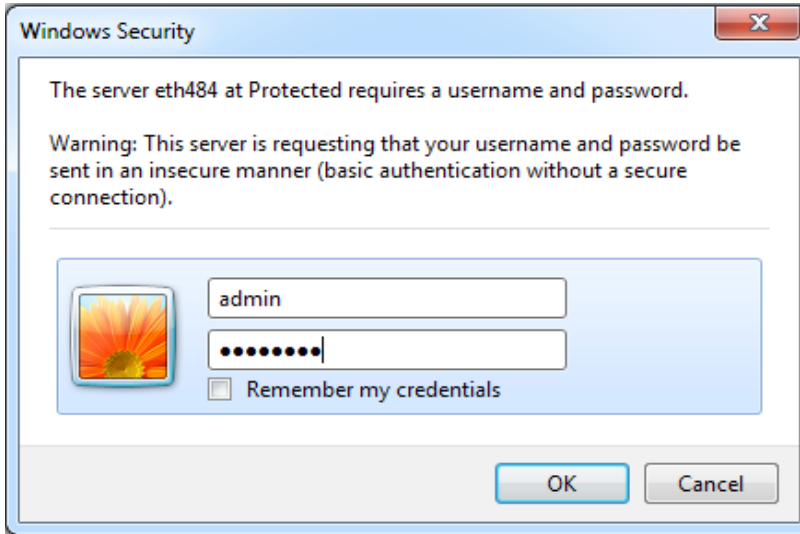 Windows Security
The server eth484 at Protected requires a username and password.
Warning: This server is requesting that your username and password be
sent in an insecure manner (basic authentication without a secure
connection).
admin
●●●●●●●●
Remember my credentials
OK
Cancel